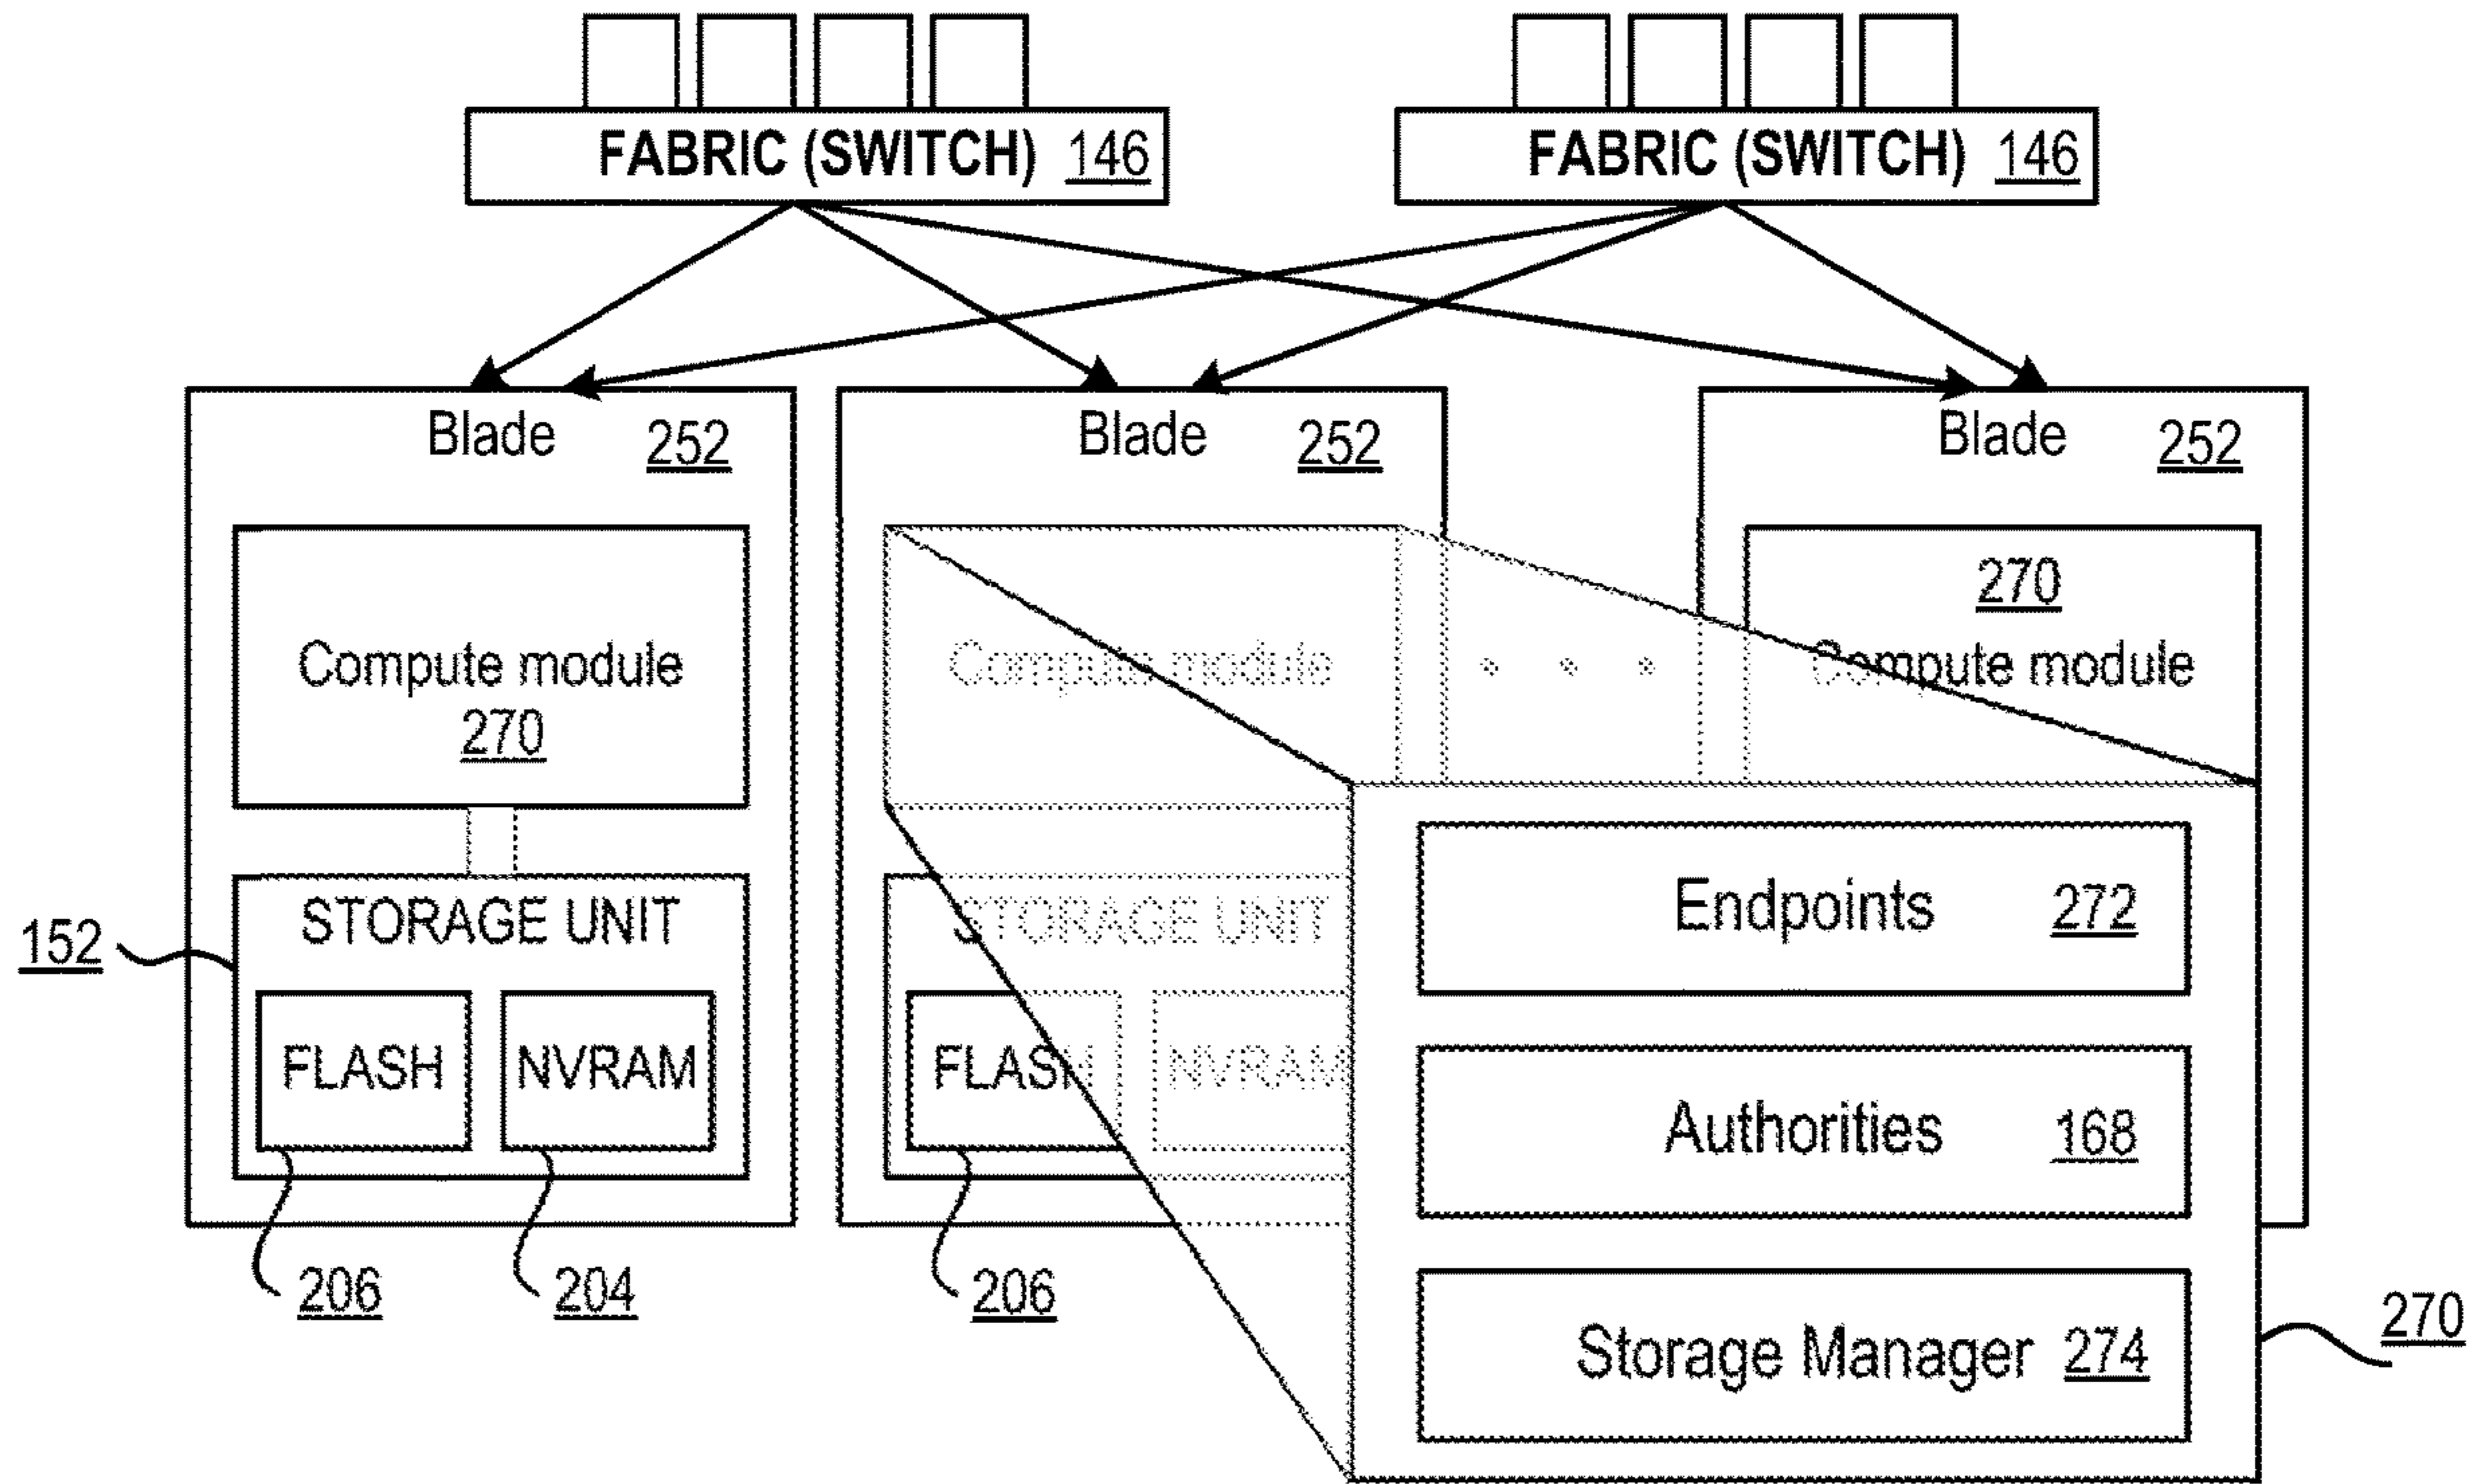 FABRIC (SWITCH) 146
FABRIC (SWITCH) 146
Blade 252
Blade 252
Blade 252
Compute module
270
Compute module
270
Compute module
152
STORAGE UNIT
FLASH
NVRAM
206
204
STORAGE UNIT
FLASH
NVRAM
206
Endpoints 272
Authorities 168
Storage Manager 274
270